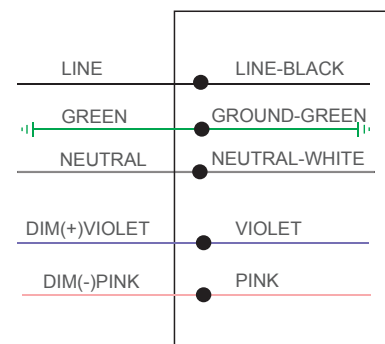 LINE LINE-BLACK
GREEN GROUND-GREEN
NEUTRAL NEUTRAL-WHITE
DIM(+)VIOLET VIOLET
DIM(-)PINK PINK